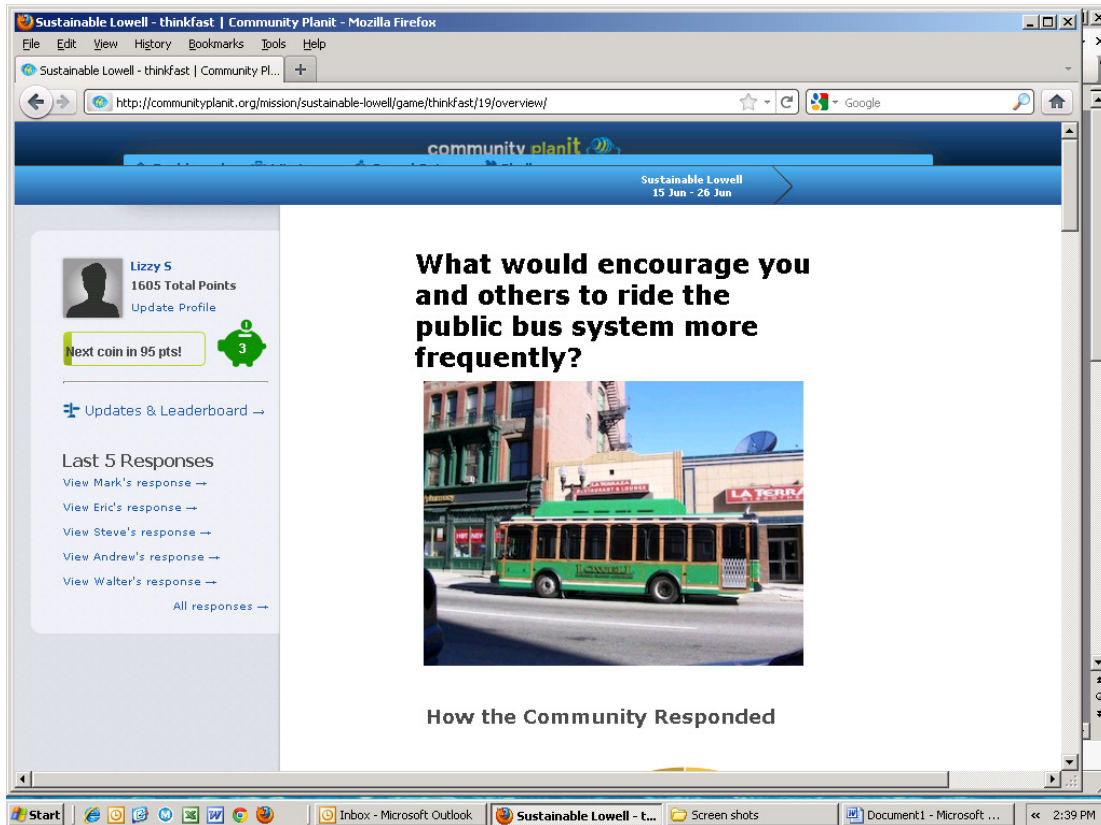 Sustainable Lowell - thinkfast | Community Planit - Mozilla Firefox
File Edit View History Bookmarks Tools Help
Sustainable Lowell - thinkfast | Community Pl...
http://communityplanit.org/mission/sustainable-lowell/game/thinkfast/19/overview/
Google
community planit
Sustainable Lowell
15 Jun - 26 Jun
Lizzy S
1605 Total Points
Update Profile
Next coin in 95 pts!
3
Updates & Leaderboard →
Last 5 Responses
View Mark's response →
View Eric's response →
View Steve's response →
View Andrew's response →
View Walter's response →
All responses →
What would encourage you
and others to ride the
public bus system more
frequently?
LA TERRAZA
RESTAURANT & LOUNGE
LA TERRA
LOWELL
How the Community Responded
Start
Inbox - Microsoft Outlook
Sustainable Lowell - t...
Screen shots
Document1 - Microsoft ...
2:39 PM